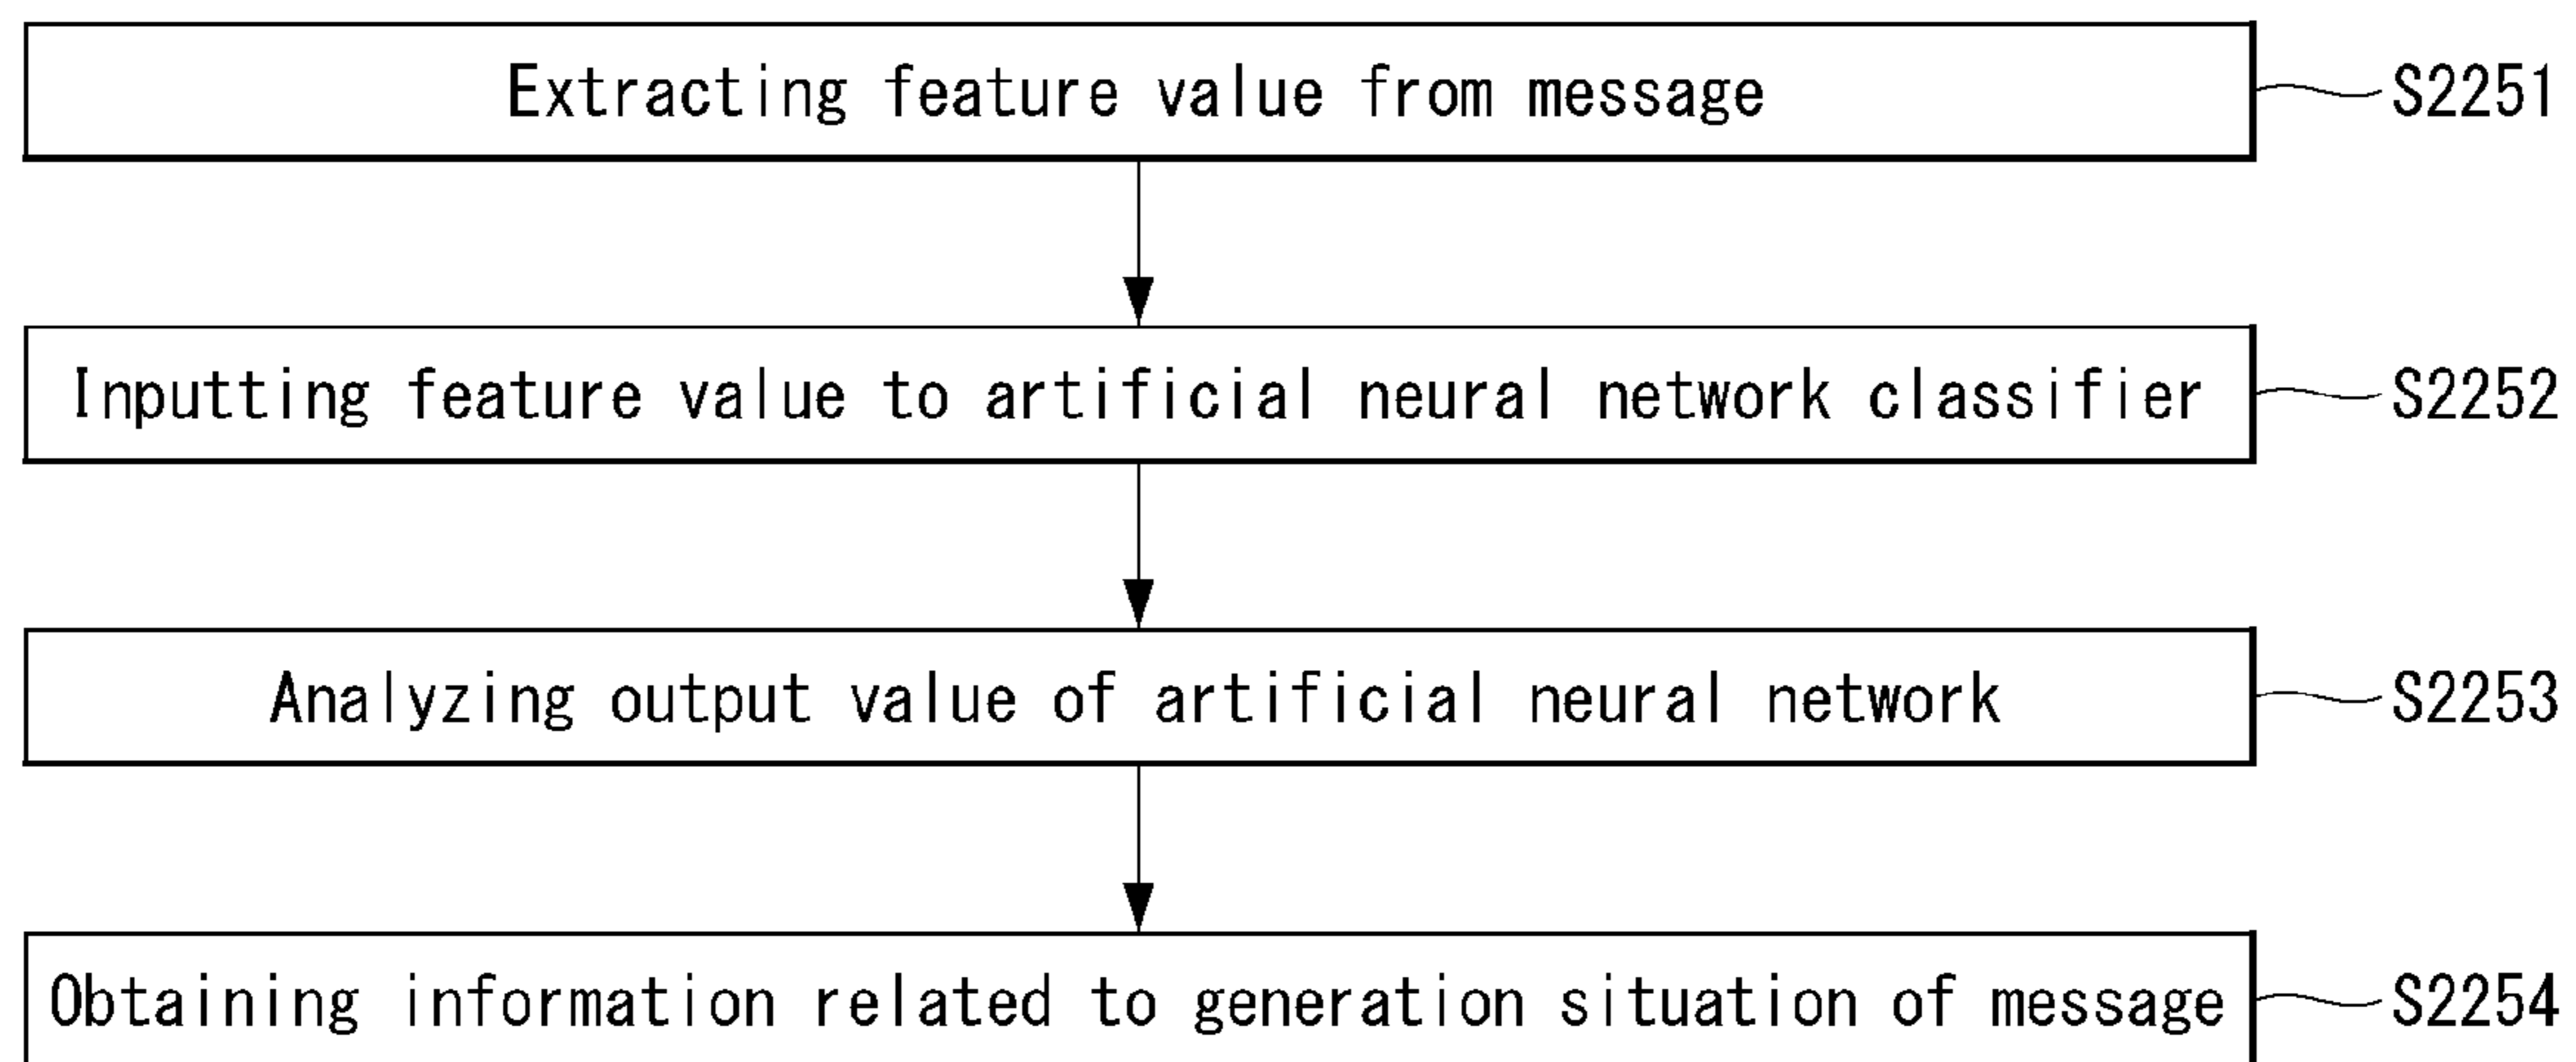 Extracting feature value from message S2251
Inputting feature value to artificial neural network classifier S2252
Analyzing output value of artificial neural network S2253
Obtaining information related to generation situation of message S2254